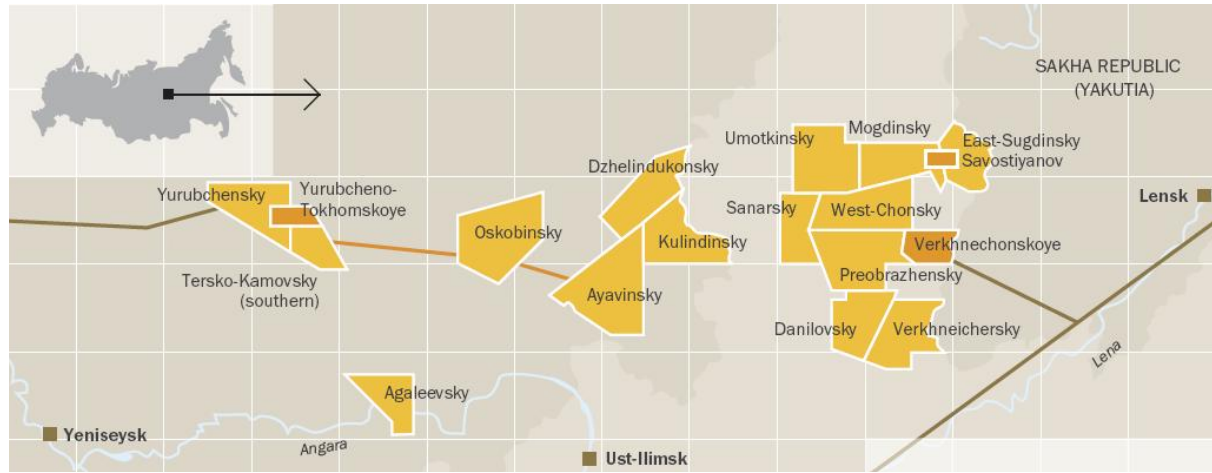 SAKHA REPUBLIC
(YAKUTIA)
Umotkinsky
Mogdinsky
East-Sugdinsky
Savostiyanov
Dzhelindukonsky
Yurubchensky
Yurubcheno-
Tokhomskoye
Lensk
Sanarsky
West-Chonsky
Oskobinsky
Kulindinsky
Verkhnechonskoye
Tersko-Kamovsky
(southern)
Preobrazhensky
Ayavinsky
Danilovsky
Verkhneichersky
Lena
Agaleevsky
Yeniseysk
Angara
Ust-Ilimsk